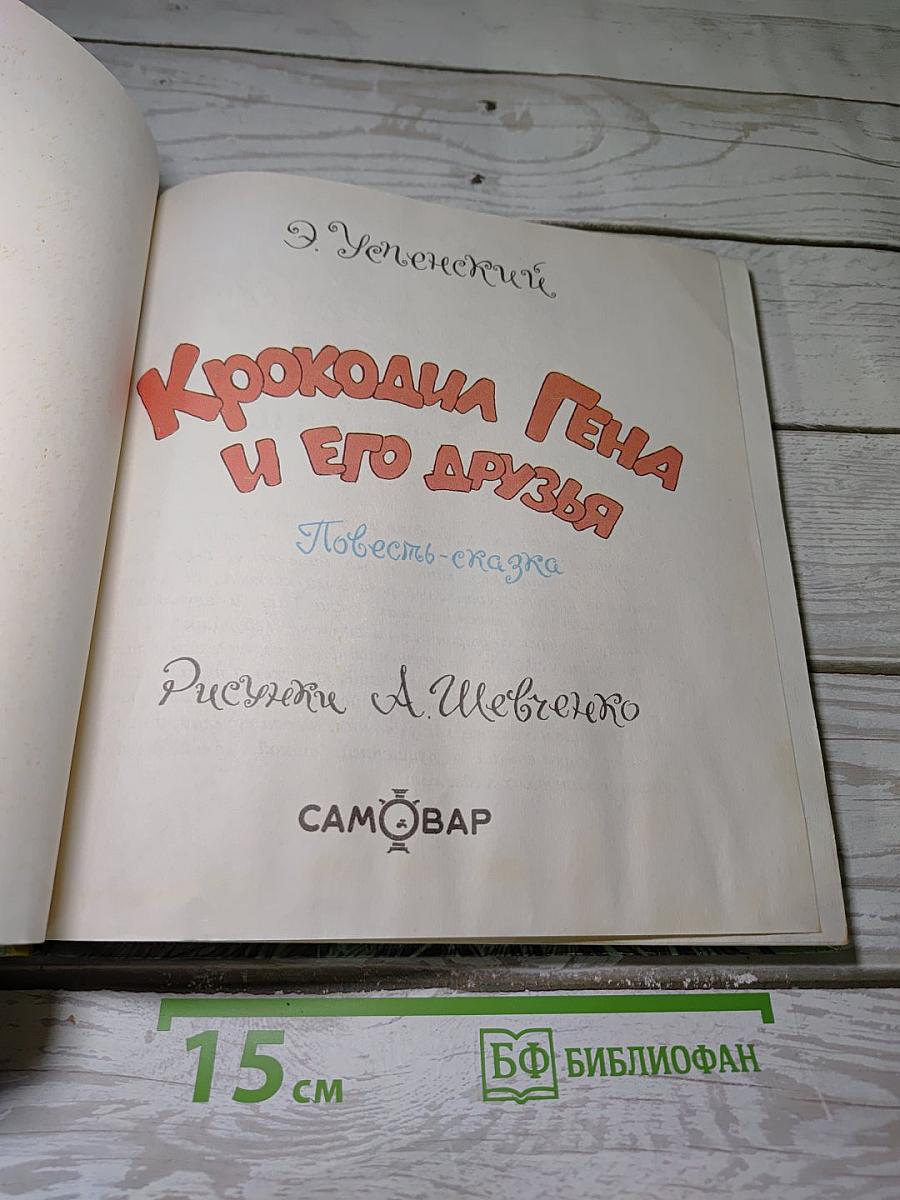 Э. Успенский
Крокодил Гена
и его друзья
Повесть-сказка
Рисунки А. Шевченко
САМОВАР
15 см
БФ БИБЛИОФАН